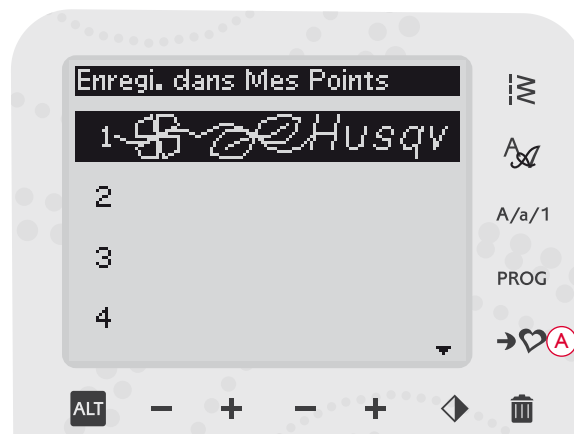 Enregi. dans Mes Points
1 Husqv
2
3
4
A
A/a/1
PROG
A
ALT
− + − +